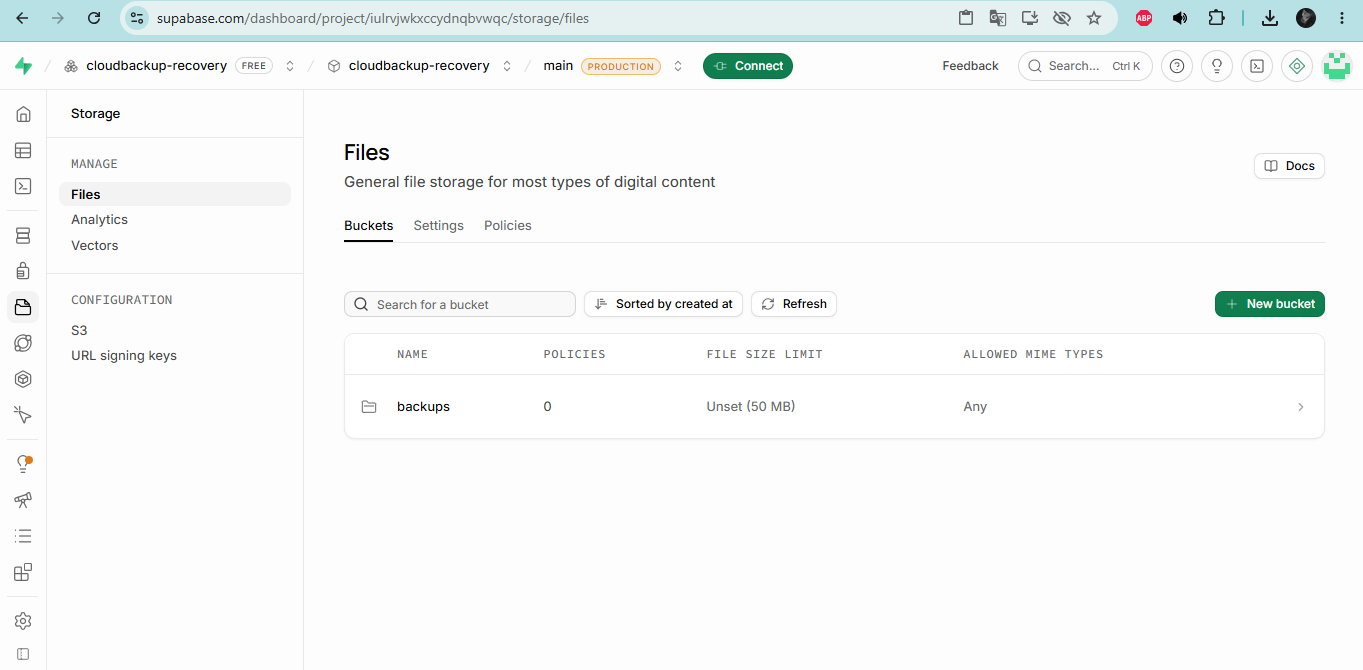 supabase.com/dashboard/project/iulrvjwkxccydnqbvwqc/storage/files
ABP
cloudbackup-recovery FREE cloudbackup-recovery main PRODUCTION Connect Feedback Search... Ctrl K
Storage
MANAGE
Files
Analytics
Vectors
CONFIGURATION
S3
URL signing keys
Files
General file storage for most types of digital content
Docs
Buckets Settings Policies
Search for a bucket Sorted by created at Refresh New bucket
NAME POLICIES FILE SIZE LIMIT ALLOWED MIME TYPES
backups 0 Unset (50 MB) Any